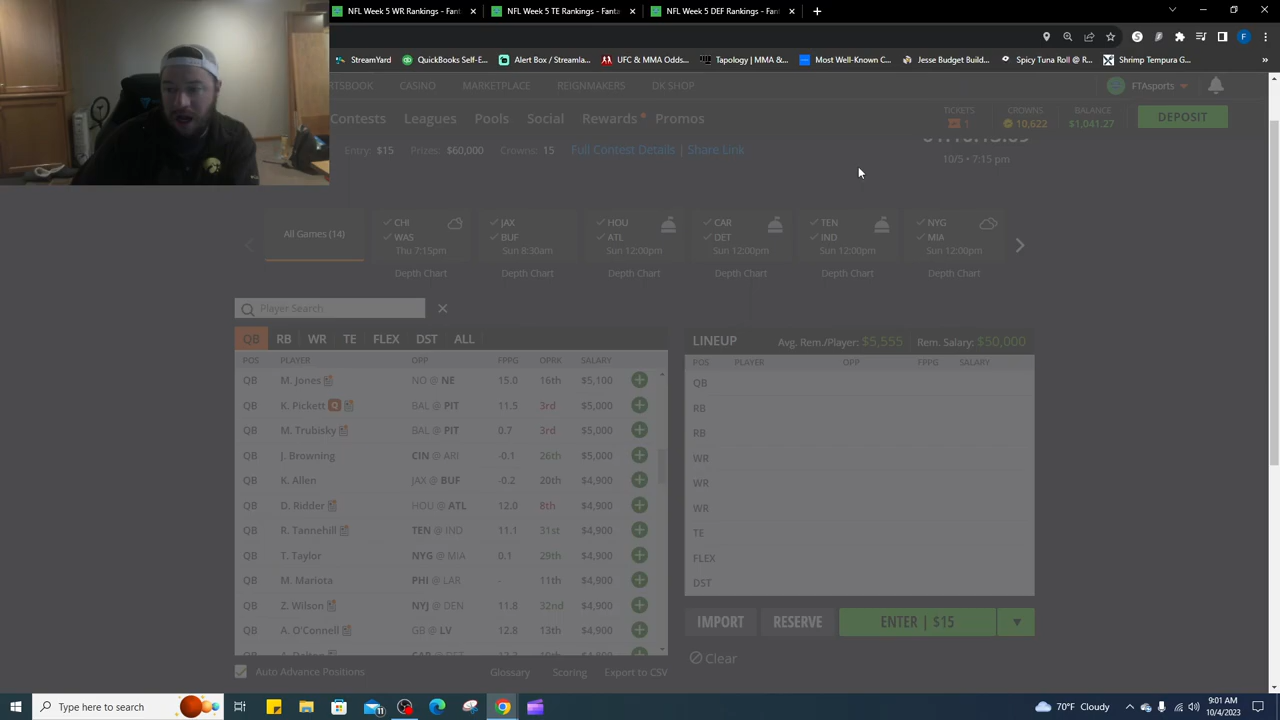 NFL Week 5 WR Rankings - Fant
NFL Week 5 TE Rankings - Fanta
NFL Week 5 DEF Rankings - Fant
StreamYard
QuickBooks Self-E...
Alert Box / Streamla...
UFC & MMA Odds...
Tapology | MMA &...
Most Well-Known C...
Jesse Budget Build...
Spicy Tuna Roll @ R...
Shrimp Tempura G...
RTSBOOK CASINO MARKETPLACE REIGNMAKERS DK SHOP FTAsports
Contests Leagues Pools Social Rewards Promos
TICKETS 1
CROWNS 10,622
BALANCE $1,041.27
DEPOSIT
Entry: $15 Prizes: $60,000 Crowns: 15 Full Contest Details | Share Link
10/5 • 7:15 pm
All Games (14)
CHI WAS Thu 7:15pm
JAX BUF Sun 8:30am
HOU ATL Sun 12:00pm
CAR DET Sun 12:00pm
TEN IND Sun 12:00pm
NYG MIA Sun 12:00pm
Depth Chart Depth Chart Depth Chart Depth Chart Depth Chart Depth Chart
Player Search
QB RB WR TE FLEX DST ALL
POS PLAYER OPP FPPG OPRK SALARY
QB M. Jones NO @ NE 15.0 16th $5,100
QB K. Pickett Q BAL @ PIT 11.5 3rd $5,000
QB M. Trubisky BAL @ PIT 0.7 3rd $5,000
QB J. Browning CIN @ ARI -0.1 26th $5,000
QB K. Allen JAX @ BUF -0.2 20th $4,900
QB D. Ridder HOU @ ATL 12.0 8th $4,900
QB R. Tannehill TEN @ IND 11.1 31st $4,900
QB T. Taylor NYG @ MIA 0.1 29th $4,900
QB M. Mariota PHI @ LAR - 11th $4,900
QB Z. Wilson NYJ @ DEN 11.8 32nd $4,900
QB A. O'Connell GB @ LV 12.8 13th $4,900
Auto Advance Positions
Glossary Scoring Export to CSV
LINEUP Avg. Rem./Player: $5,555 Rem. Salary: $50,000
POS PLAYER OPP FPPG SALARY
QB
RB
RB
WR
WR
WR
TE
FLEX
DST
IMPORT RESERVE ENTER | $15
Clear
Type here to search
70°F Cloudy
9:01 AM
10/4/2023